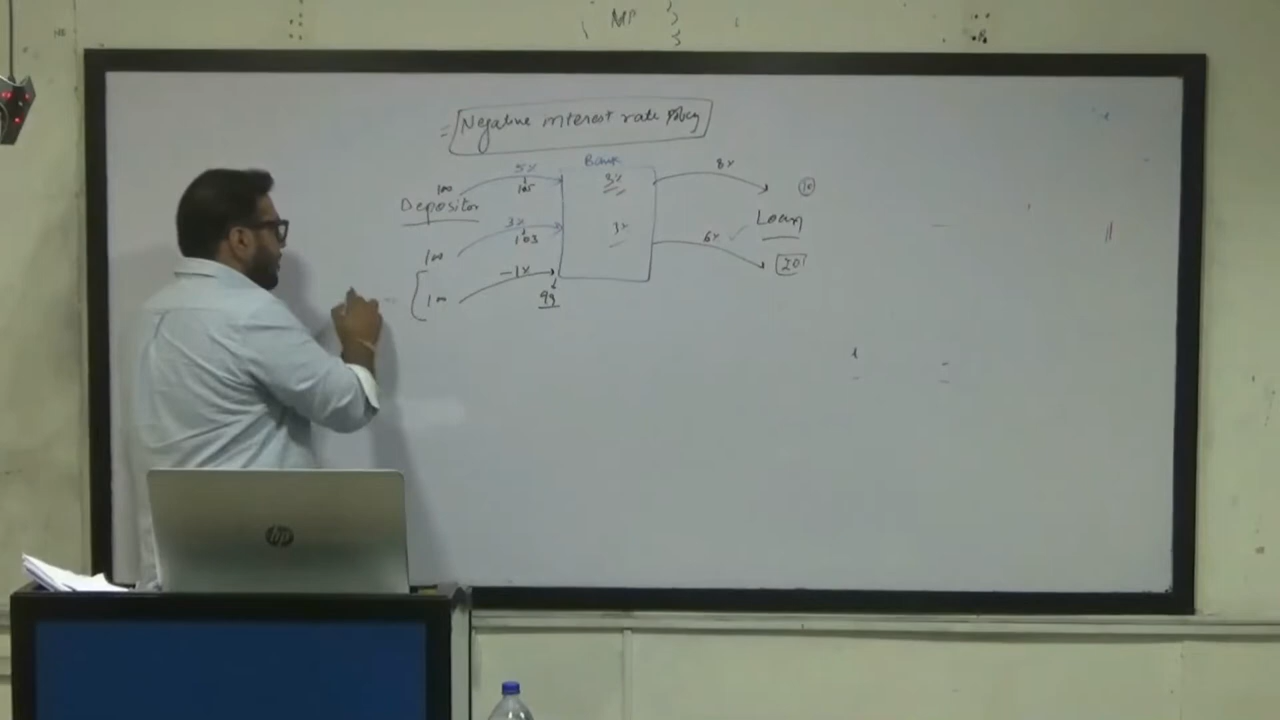 MP
= Negative interest rate policy
Bank
5% 3% 8%
100 105 10
Depositor Loan
3% 3% 6%
100 103 20
-1%
100 99
hp